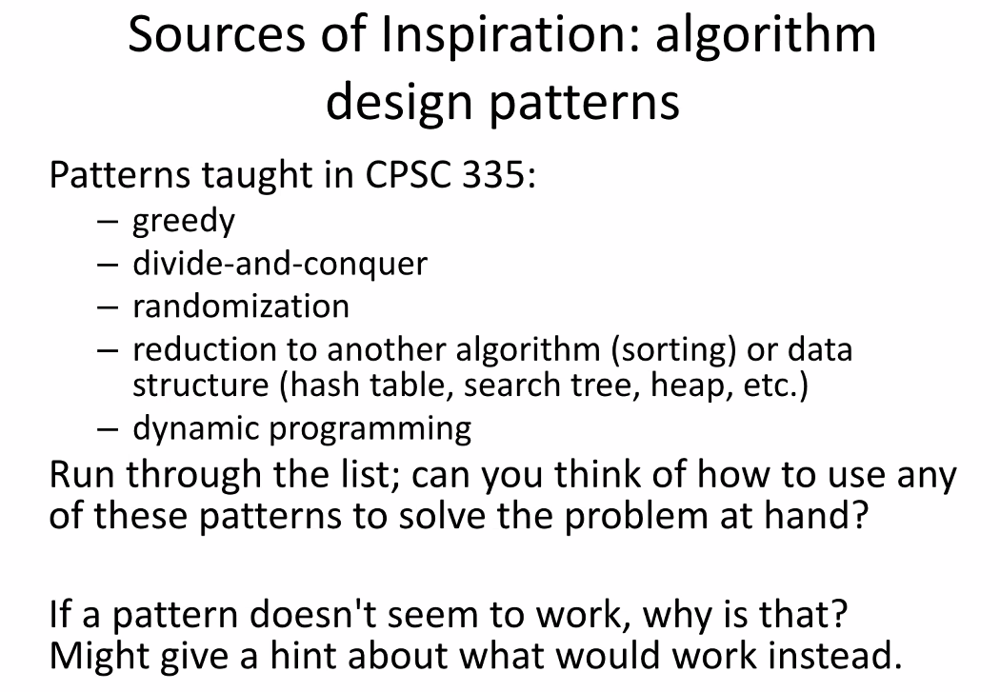 Sources of Inspiration: algorithm
design patterns
Patterns taught in CPSC 335:
– greedy
– divide-and-conquer
– randomization
– reduction to another algorithm (sorting) or data
structure (hash table, search tree, heap, etc.)
– dynamic programming
Run through the list; can you think of how to use any
of these patterns to solve the problem at hand?
If a pattern doesn't seem to work, why is that?
Might give a hint about what would work instead.